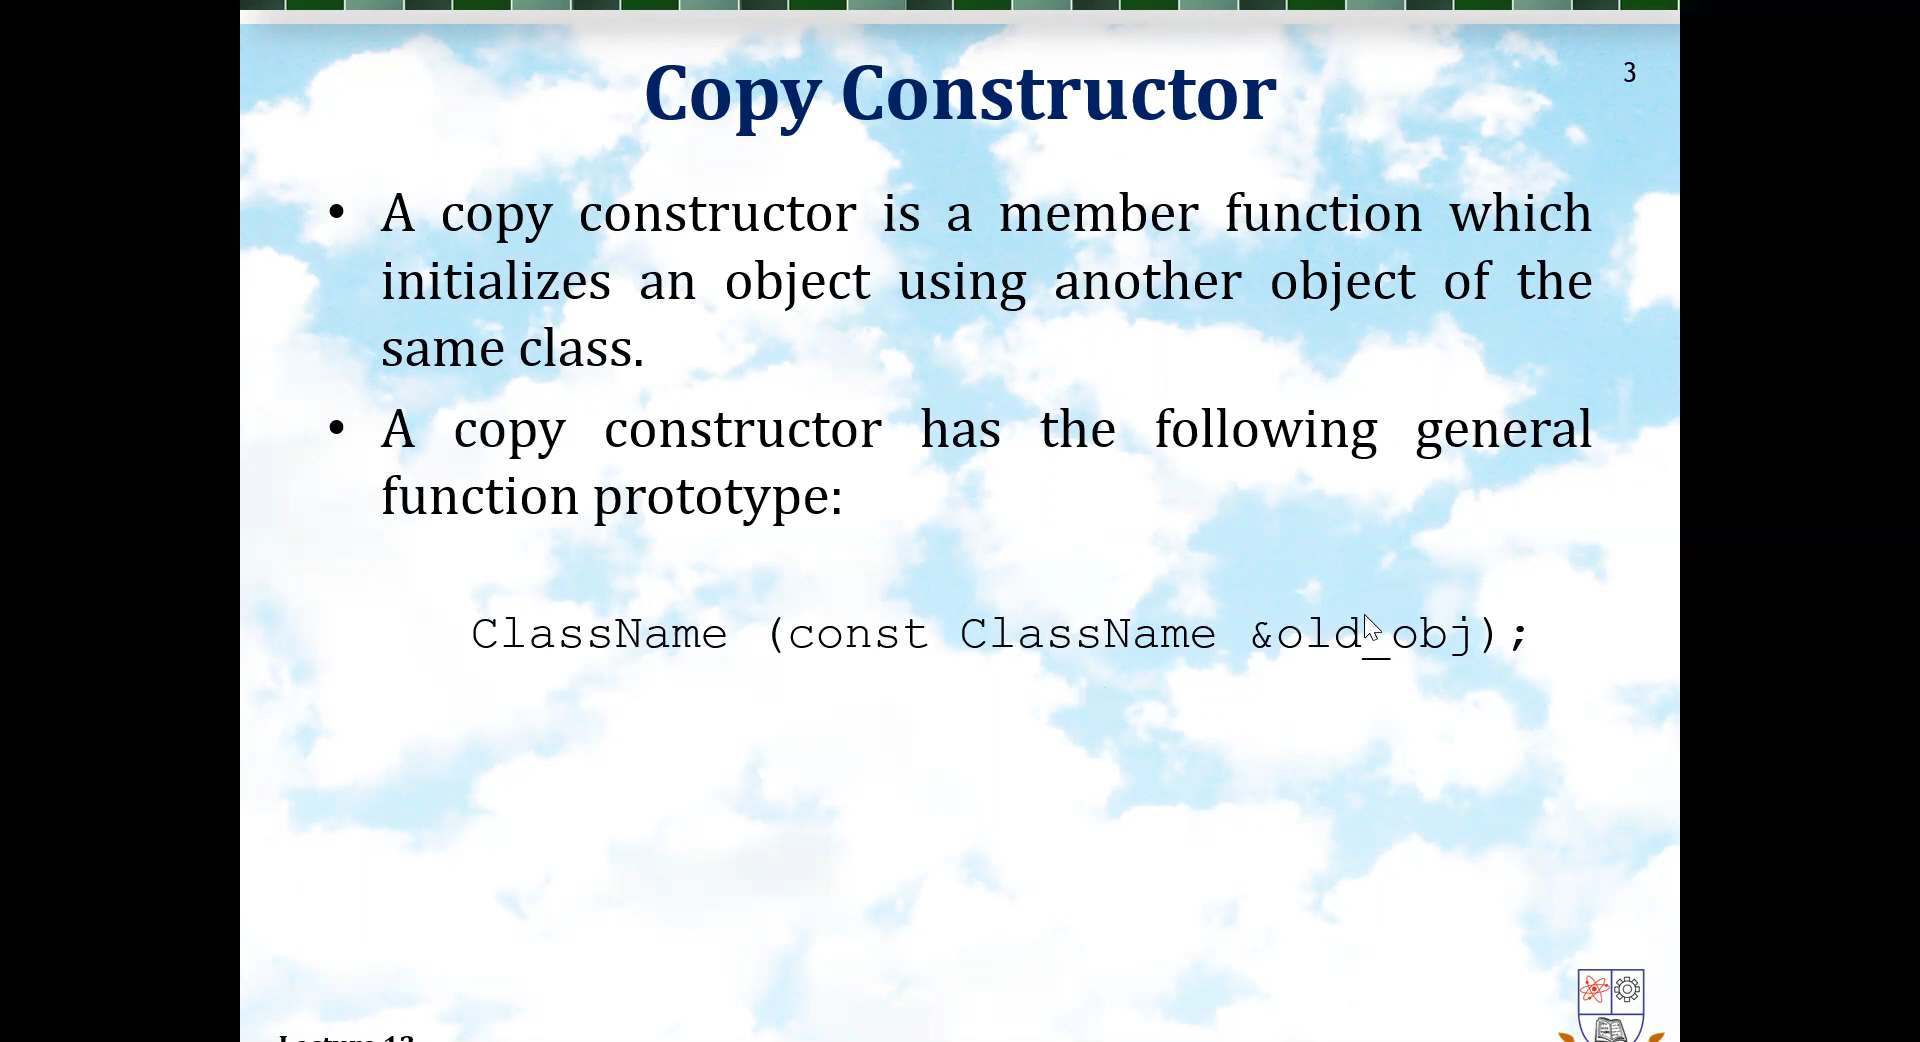 Copy Constructor
3
• A copy constructor is a member function which
initializes an object using another object of the
same class.
• A copy constructor has the following general
function prototype:
ClassName (const ClassName &old_obj);